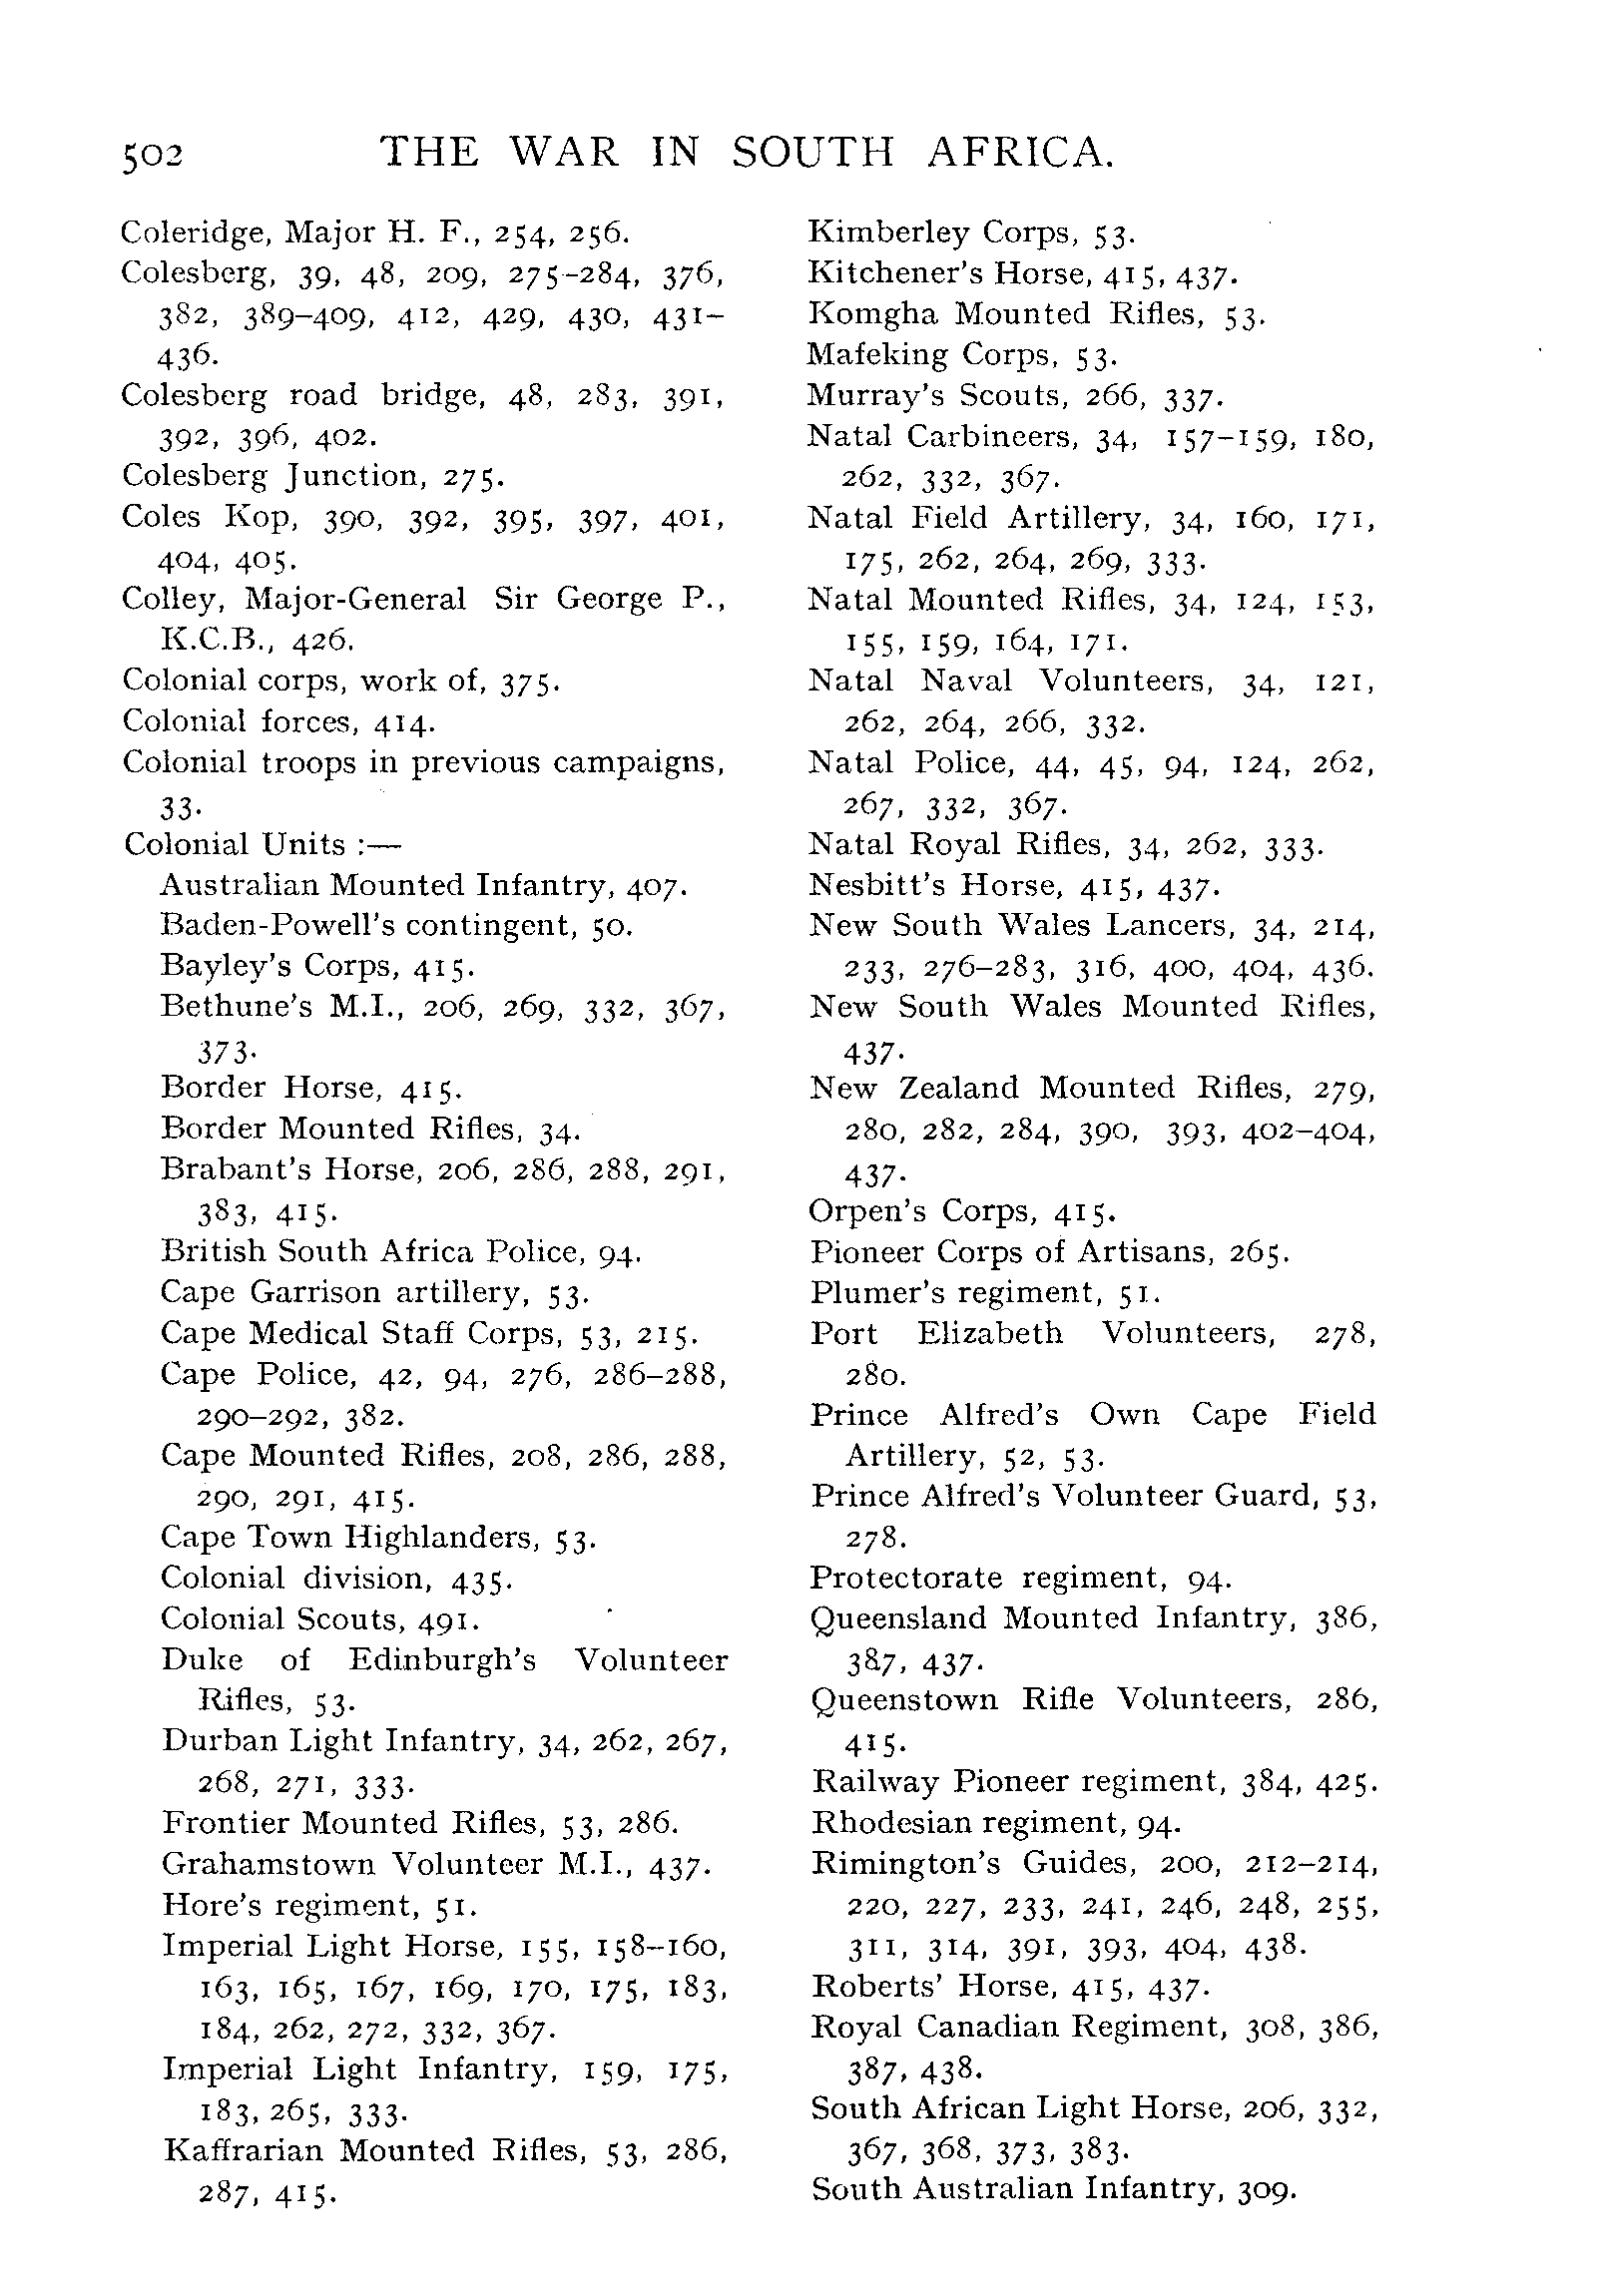 502 THE WAR IN SOUTH AFRICA.
Coleridge, Major H. F., 254, 256.
Colesberg, 39, 48, 209, 275-284, 376,
382, 389–409, 412, 429, 430, 431–
436.
Colesberg road bridge, 48, 283, 391,
392, 396, 402.
Colesberg Junction, 275.
Coles Kop, 390, 392, 395, 397, 401,
404, 405.
Colley, Major-General Sir George P.,
K.C.B., 426.
Colonial corps, work of, 375.
Colonial forces, 414.
Colonial troops in previous campaigns,
33.
Colonial Units :—
Australian Mounted Infantry, 407.
Baden-Powell's contingent, 50.
Bayley's Corps, 415.
Bethune's M.I., 206, 269, 332, 367,
373.
Border Horse, 415.
Border Mounted Rifles, 34.
Brabant's Horse, 206, 286, 288, 291,
383, 415.
British South Africa Police, 94.
Cape Garrison artillery, 53.
Cape Medical Staff Corps, 53, 215.
Cape Police, 42, 94, 276, 286–288,
290–292, 382.
Cape Mounted Rifles, 208, 286, 288,
290, 291, 415.
Cape Town Highlanders, 53.
Colonial division, 435.
Colonial Scouts, 491.
Duke of Edinburgh's Volunteer
Rifles, 53.
Durban Light Infantry, 34, 262, 267,
268, 271, 333.
Frontier Mounted Rifles, 53, 286.
Grahamstown Volunteer M.I., 437.
Hore's regiment, 51.
Imperial Light Horse, 155, 158–160,
163, 165, 167, 169, 170, 175, 183,
184, 262, 272, 332, 367.
Imperial Light Infantry, 159, 175,
183, 265, 333.
Kaffrarian Mounted Rifles, 53, 286,
287, 415.
Kimberley Corps, 53.
Kitchener's Horse, 415, 437.
Komgha Mounted Rifles, 53.
Mafeking Corps, 53.
Murray's Scouts, 266, 337.
Natal Carbineers, 34, 157–159, 180,
262, 332, 367.
Natal Field Artillery, 34, 160, 171,
175, 262, 264, 269, 333.
Natal Mounted Rifles, 34, 124, 153,
155, 159, 164, 171.
Natal Naval Volunteers, 34, 121,
262, 264, 266, 332.
Natal Police, 44, 45, 94, 124, 262,
267, 332, 367.
Natal Royal Rifles, 34, 262, 333.
Nesbitt's Horse, 415, 437.
New South Wales Lancers, 34, 214,
233, 276–283, 316, 400, 404, 436.
New South Wales Mounted Rifles,
437.
New Zealand Mounted Rifles, 279,
280, 282, 284, 390, 393, 402–404,
437.
Orpen's Corps, 415.
Pioneer Corps of Artisans, 265.
Plumer's regiment, 51.
Port Elizabeth Volunteers, 278,
280.
Prince Alfred's Own Cape Field
Artillery, 52, 53.
Prince Alfred's Volunteer Guard, 53,
278.
Protectorate regiment, 94.
Queensland Mounted Infantry, 386,
387, 437.
Queenstown Rifle Volunteers, 286,
415.
Railway Pioneer regiment, 384, 425.
Rhodesian regiment, 94.
Rimington's Guides, 200, 212–214,
220, 227, 233, 241, 246, 248, 255,
311, 314, 391, 393, 404, 438.
Roberts' Horse, 415, 437.
Royal Canadian Regiment, 308, 386,
387, 438.
South African Light Horse, 206, 332,
367, 368, 373, 383.
South Australian Infantry, 309.